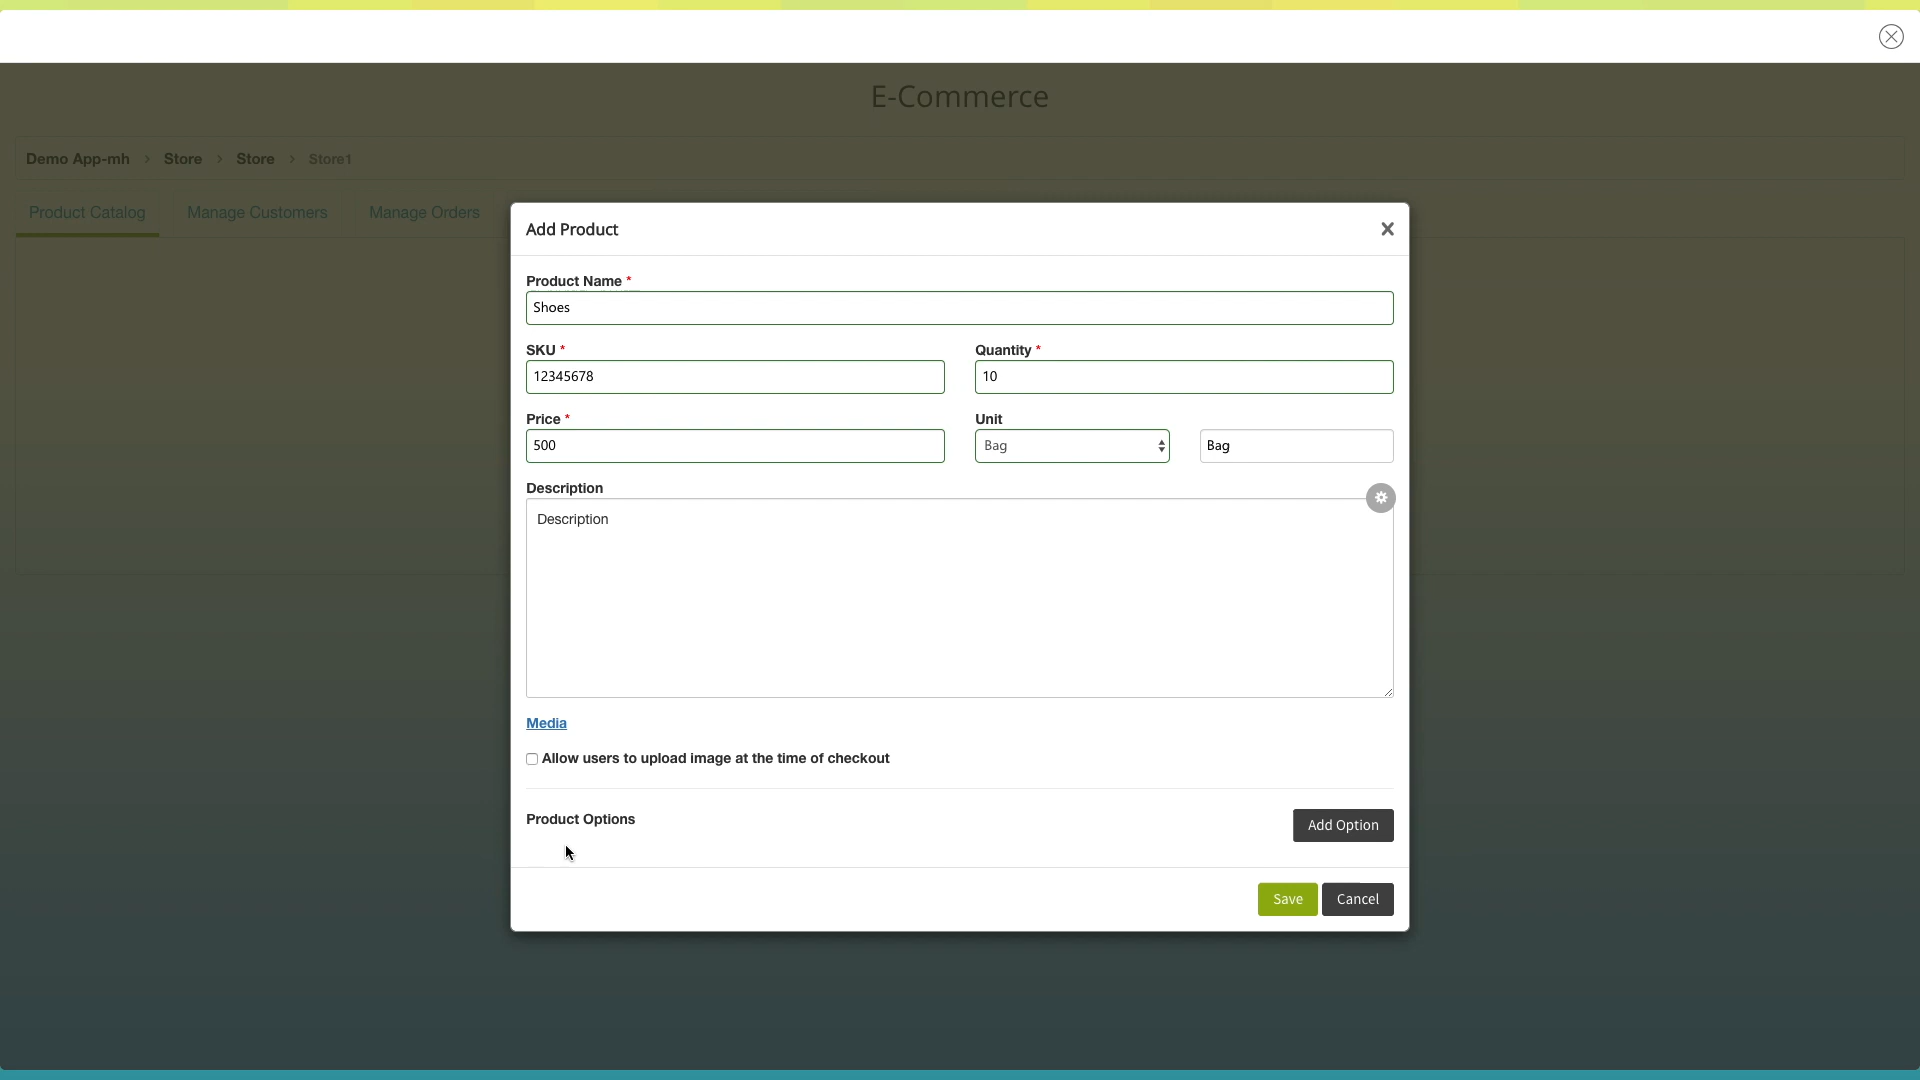 E-Commerce
Demo App-mh > Store > Store > Store1
Product Catalog Manage Customers Manage Orders
Add Product
Product Name *
Shoes
SKU * Quantity *
12345678 10
Price * Unit
500 Bag Bag
Description
Description
Media
Allow users to upload image at the time of checkout
Product Options Add Option
Save Cancel